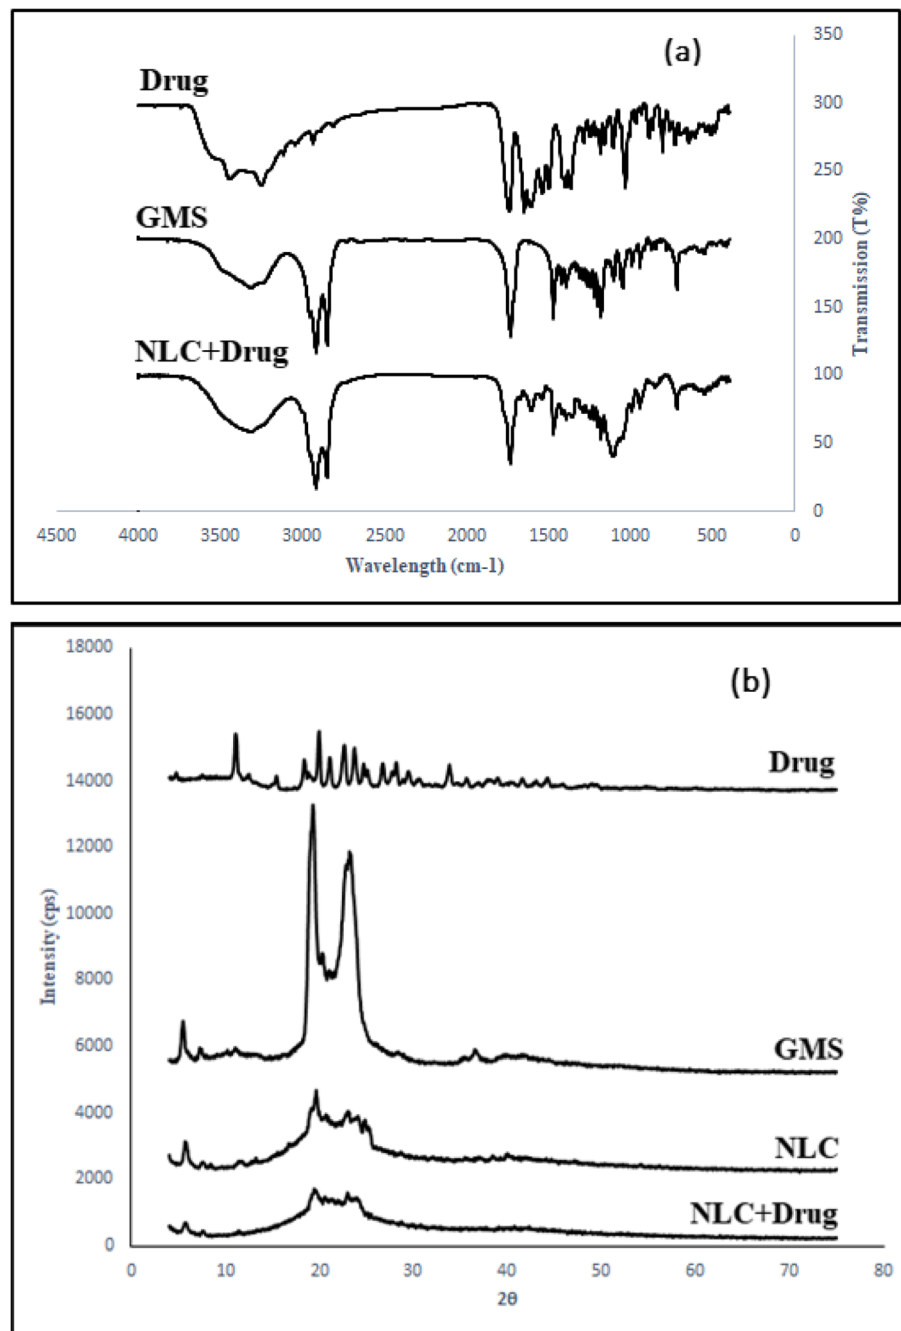 (a)
Drug
GMS
NLC+Drug
350
300
250
200
150
100
50
0
Transmission (T%)
4500 4000 3500 3000 2500 2000 1500 1000 500 0
Wavelength (cm-1)
(b)
18000
16000
14000
12000
10000
8000
6000
4000
2000
0
Intensity (cps)
Drug
GMS
NLC
NLC+Drug
0 10 20 30 40 50 60 70 80
2θ